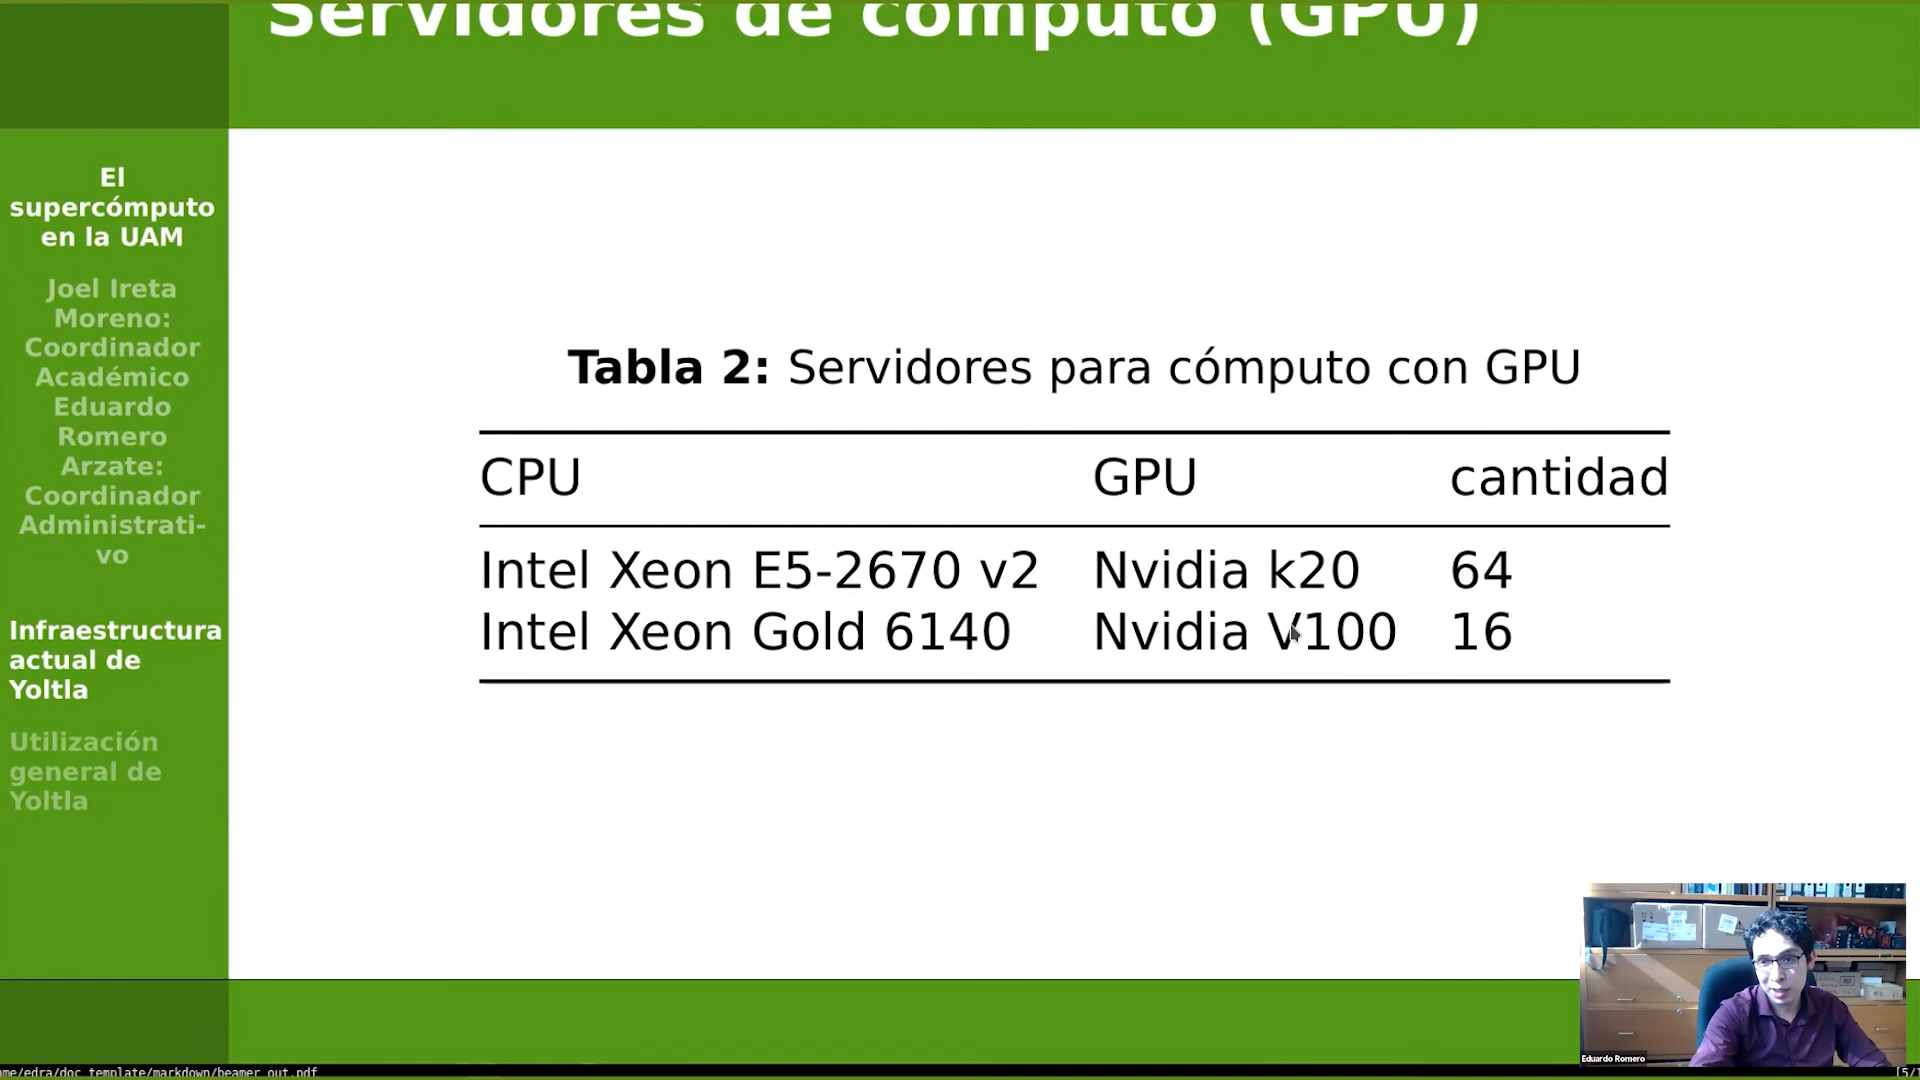 Servidores de cómputo (GPU)
El
supercómputo
en la UAM
Joel Ireta
Moreno:
Coordinador
Académico
Eduardo
Romero
Arzate:
Coordinador
Administrati-
vo
Infraestructura
actual de
Yoltla
Utilización
general de
Yoltla
Tabla 2: Servidores para cómputo con GPU
CPU GPU cantidad
Intel Xeon E5-2670 v2 Nvidia k20 64
Intel Xeon Gold 6140 Nvidia V100 16
Eduardo Romero
ome/edra/doc_template/markdown/beamer_out.pdf
[5/1